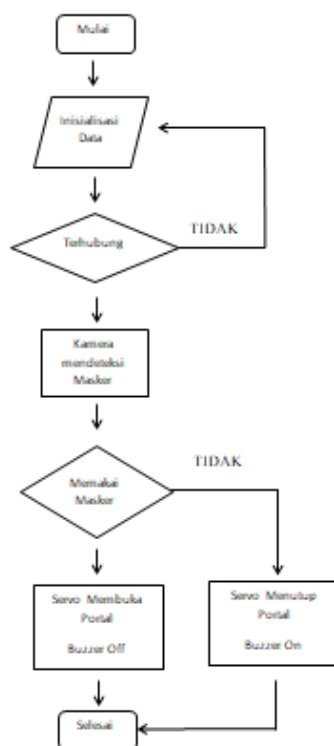 Mulai
Inisialisasi
Data
TIDAK
Terhubung
Kamera
mendeteksi
Masker
TIDAK
Memakai
Masker
Servo Membuka
Portal
Buzzer Off
Servo Menutup
Portal
Buzzer On
Selesai